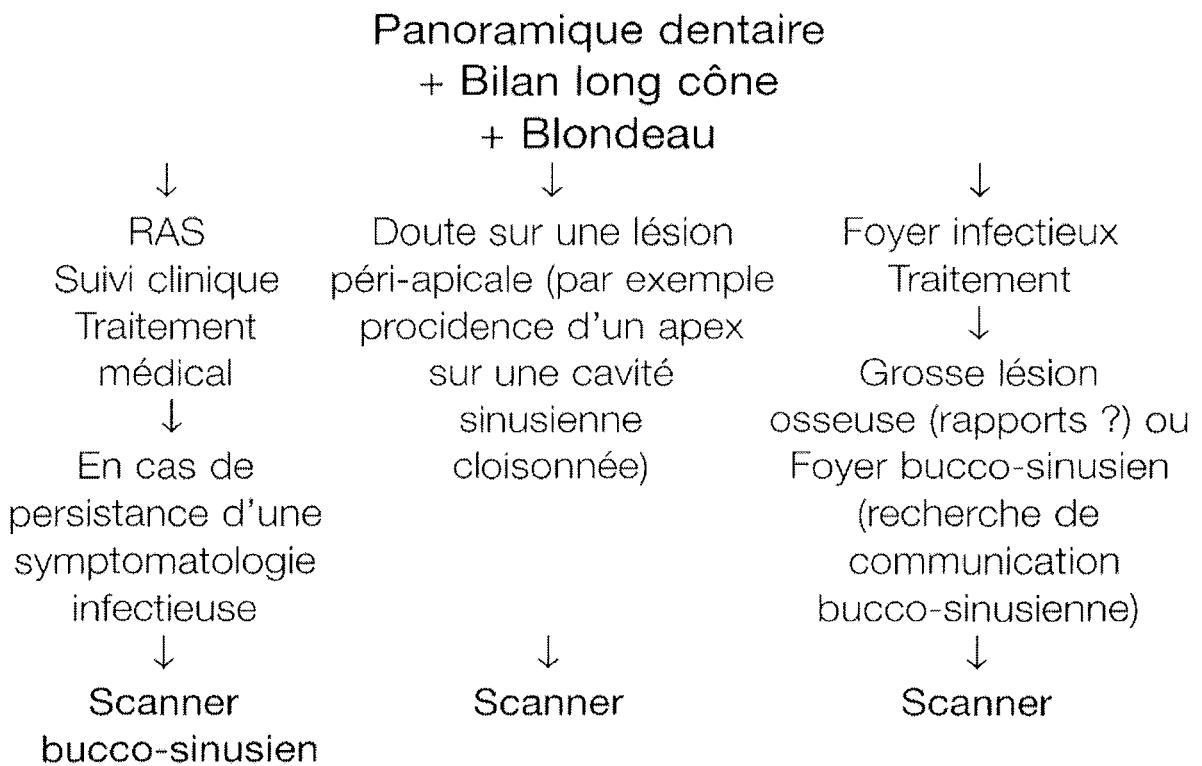 Panoramique dentaire
+ Bilan long cône
+ Blondeau
↓ ↓ ↓
RAS
Suivi clinique
Traitement
médical
↓
En cas de
persistance d'une
symptomatologie
infectieuse
↓
Scanner
bucco-sinusien
Doute sur une lésion
péri-apicale (par exemple
procidence d'un apex
sur une cavité
sinusienne
cloisonnée)
↓
Scanner
Foyer infectieux
Traitement
↓
Grosse lésion
osseuse (rapports ?) ou
Foyer bucco-sinusien
(recherche de
communication
bucco-sinusienne)
↓
Scanner